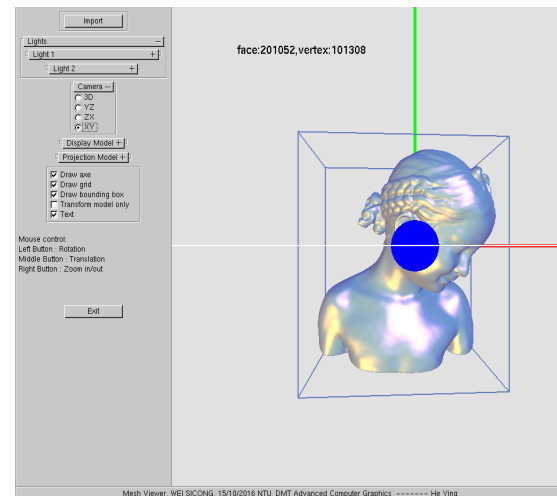 Import
Lights
Light 1
Light 2
Camera
3D
YZ
ZX
XY
Display Model +
Projection Model +
Draw axe
Draw grid
Draw bounding box
Transform model only
Text
Mouse control:
Left Button : Rotation
Middle Button : Translation
Right Button : Zoom in/out
Exit
face:201052,vertex:101308
Mesh Viewer, WEI SICONG, 15/10/2016 NTU DMT Advanced Computer Graphics ------- He Ying